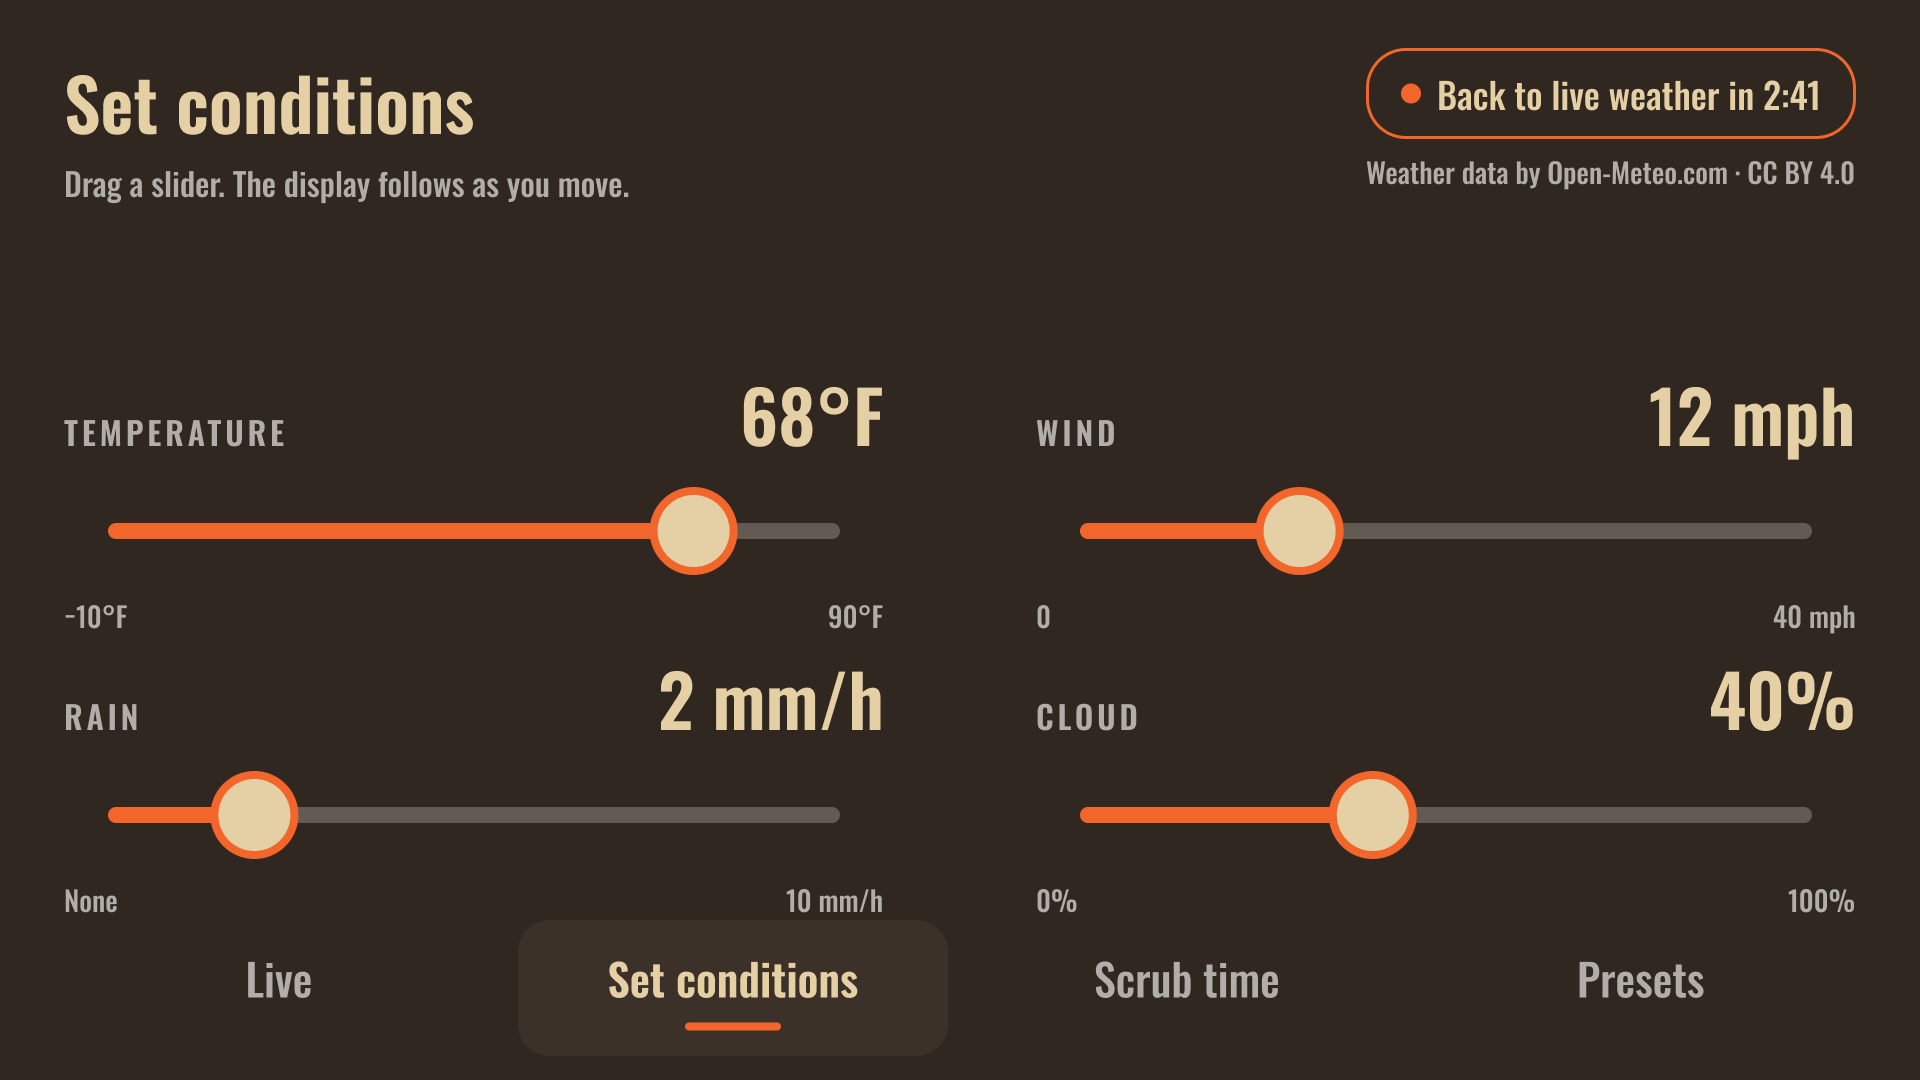 Set conditions
Drag a slider. The display follows as you move.
Back to live weather in 2:41
Weather data by Open-Meteo.com · CC BY 4.0
TEMPERATURE
68°F
−10°F
90°F
WIND
12 mph
0
40 mph
RAIN
2 mm/h
None
10 mm/h
CLOUD
40%
0%
100%
Live
Set conditions
Scrub time
Presets